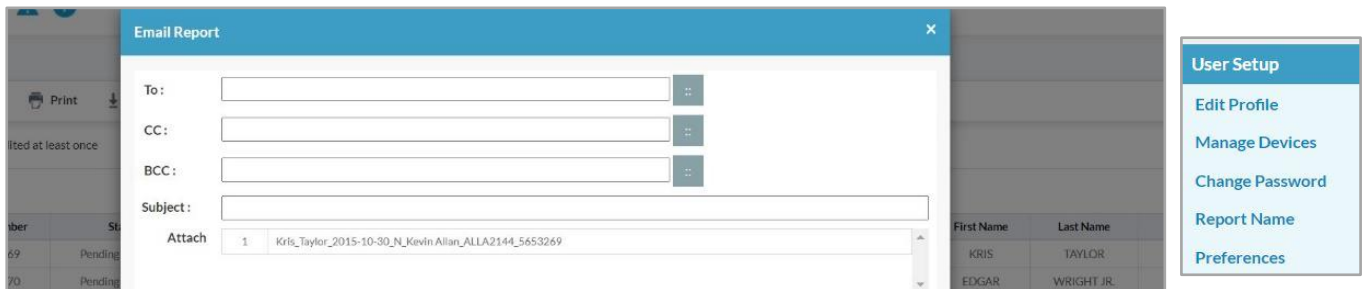 Email Report ×
To :
CC :
BCC :
Subject :
Attach 1 Kris_Taylor_2015-10-30_N_Kevin Allan_ALLA2144_5653269
Print
ited at least once
First Name Last Name
69 Pending KRIS TAYLOR
70 Pending EDGAR WRIGHT JR.
User Setup
Edit Profile
Manage Devices
Change Password
Report Name
Preferences